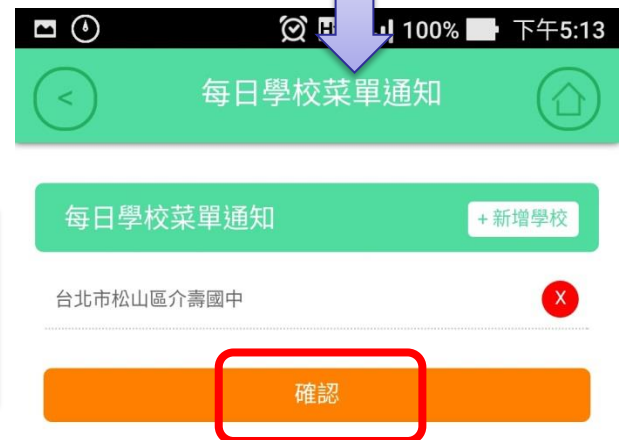 100% 下午5:13
< 每日學校菜單通知
每日學校菜單通知 +新增學校
台北市松山區介壽國中 X
確認